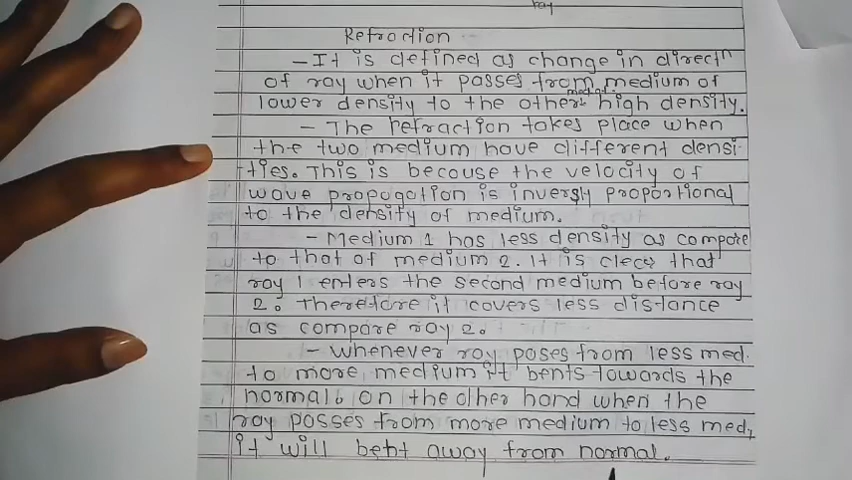 ray
Refraction
- It is defined as change in directn
of ray when it passes from medium of
lower density to the other high density.
- The refraction takes place when
the two medium have different densi-
ties. This is because the velocity of
wave propogation is inversly proportional
to the density of medium.
- Medium 1 has less density as compare
to that of medium 2. It is clear that
ray 1 enters the second medium before ray
2. Therefore it covers less distance
as compare ray 2.
- Whenever ray poses from less med.
to more medium it bents towards the
normal. on the other hand when the
ray posses from more medium to less med,
it will bent away from normal.